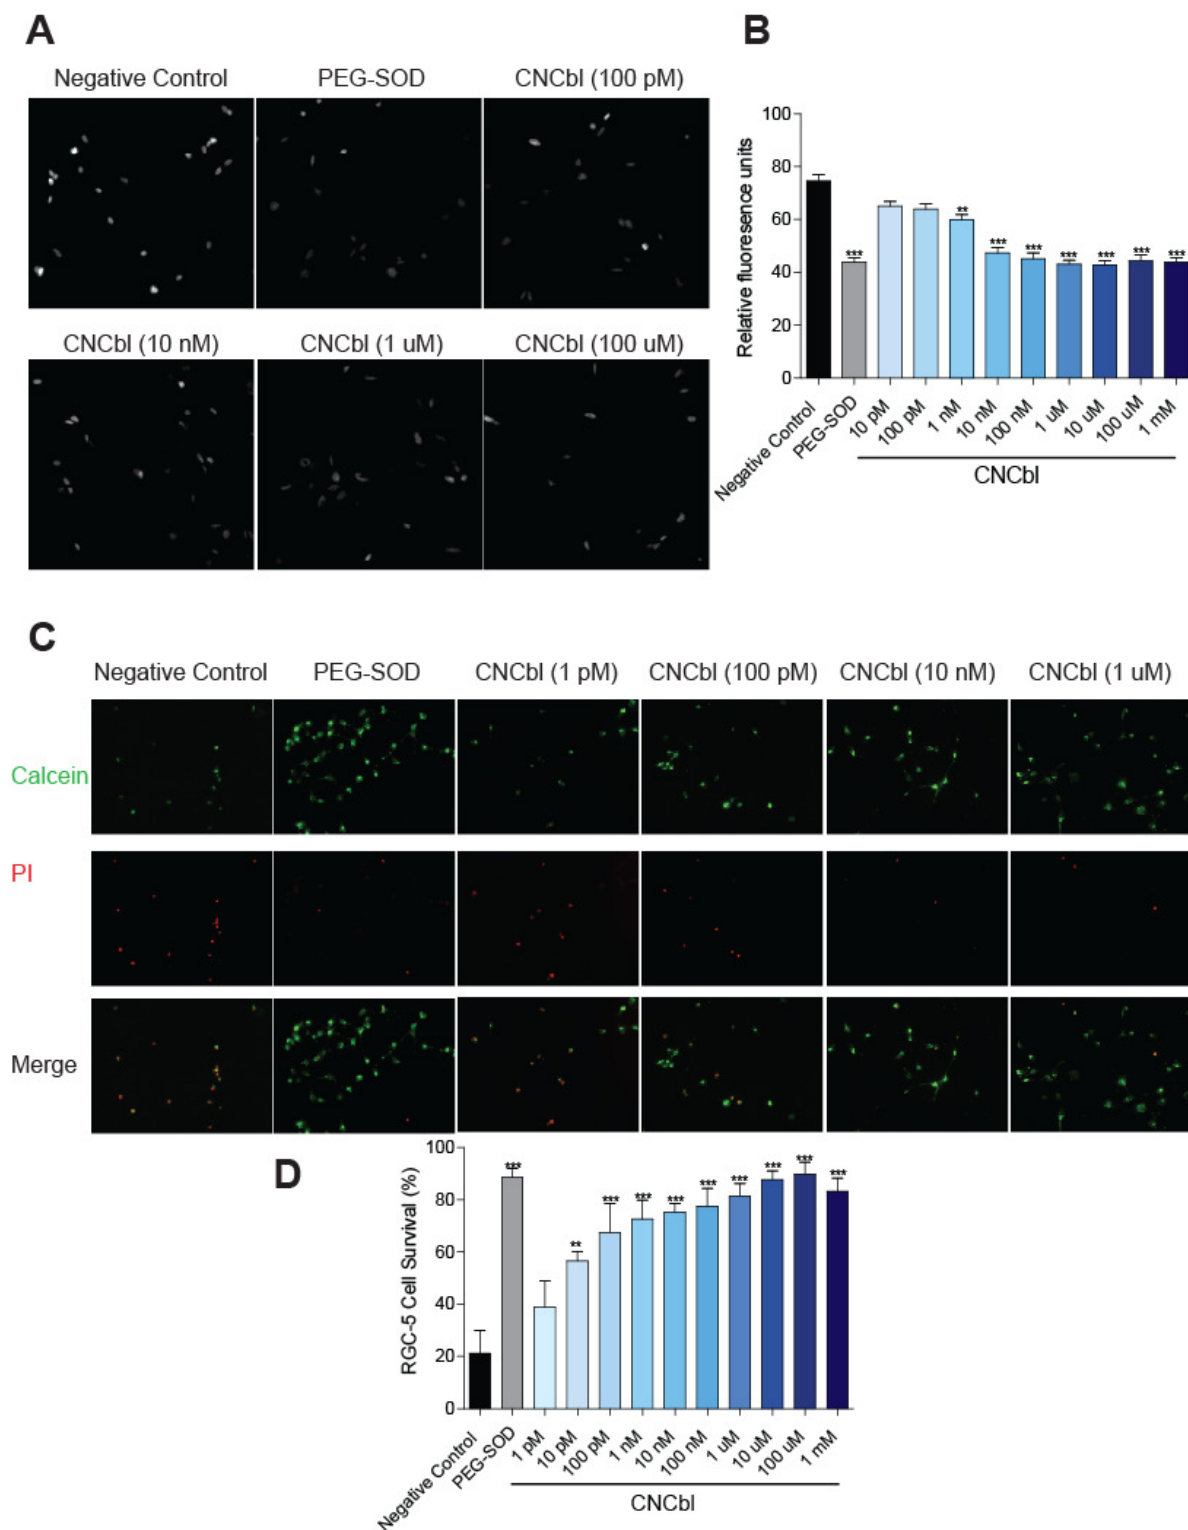 A
Negative Control
PEG-SOD
CNCbl (100 pM)
CNCbl (10 nM)
CNCbl (1 uM)
CNCbl (100 uM)
B
Relative fluoresence units
100
80
60
40
20
0
***
**
***
***
***
***
***
***
Negative Control
PEG-SOD
10 pM
100 pM
1 nM
10 nM
100 nM
1 uM
10 uM
100 uM
1 mM
CNCbl
C
Negative Control
PEG-SOD
CNCbl (1 pM)
CNCbl (100 pM)
CNCbl (10 nM)
CNCbl (1 uM)
Calcein
PI
Merge
D
RGC-5 Cell Survival (%)
100
80
60
40
20
0
***
**
***
***
***
***
***
***
***
***
Negative Control
PEG-SOD
1 pM
10 pM
100 pM
1 nM
10 nM
100 nM
1 uM
10 uM
100 uM
1 mM
CNCbl